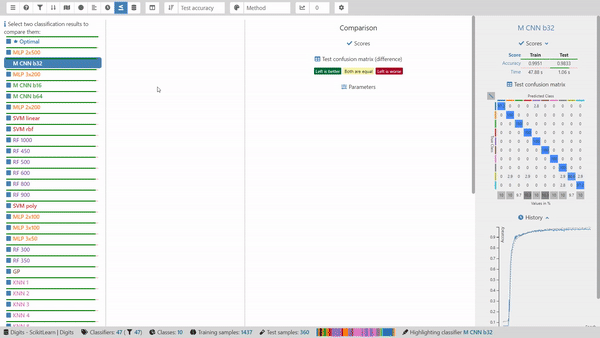 Test accuracy
Method
0
Select two classification results to
compare them:
Optimal
MLP 2x500
M CNN b32
MLP 3x200
M CNN b16
M CNN b64
MLP 2x200
SVM linear
SVM rbf
RF 1000
RF 450
RF 500
RF 600
RF 800
RF 900
SVM poly
MLP 2x100
MLP 3x100
MLP 3x50
RF 300
RF 350
GP
KNN 1
KNN 2
KNN 3
KNN 4
Comparison
Scores
Test confusion matrix (difference)
Left is better
Both are equal
Left is worse
Parameters
M CNN b32
Scores
Score Train Test
Accuracy 0.9951 0.9833
Time 47.88 s 1.06 s
Test confusion matrix
Predicted Class
Values in %
History
Digits - ScikitLearn | Digits
Classifiers: 47 ( 47)
Classes: 10
Training samples: 1437
Test samples: 360
Highlighting classifier M CNN b32